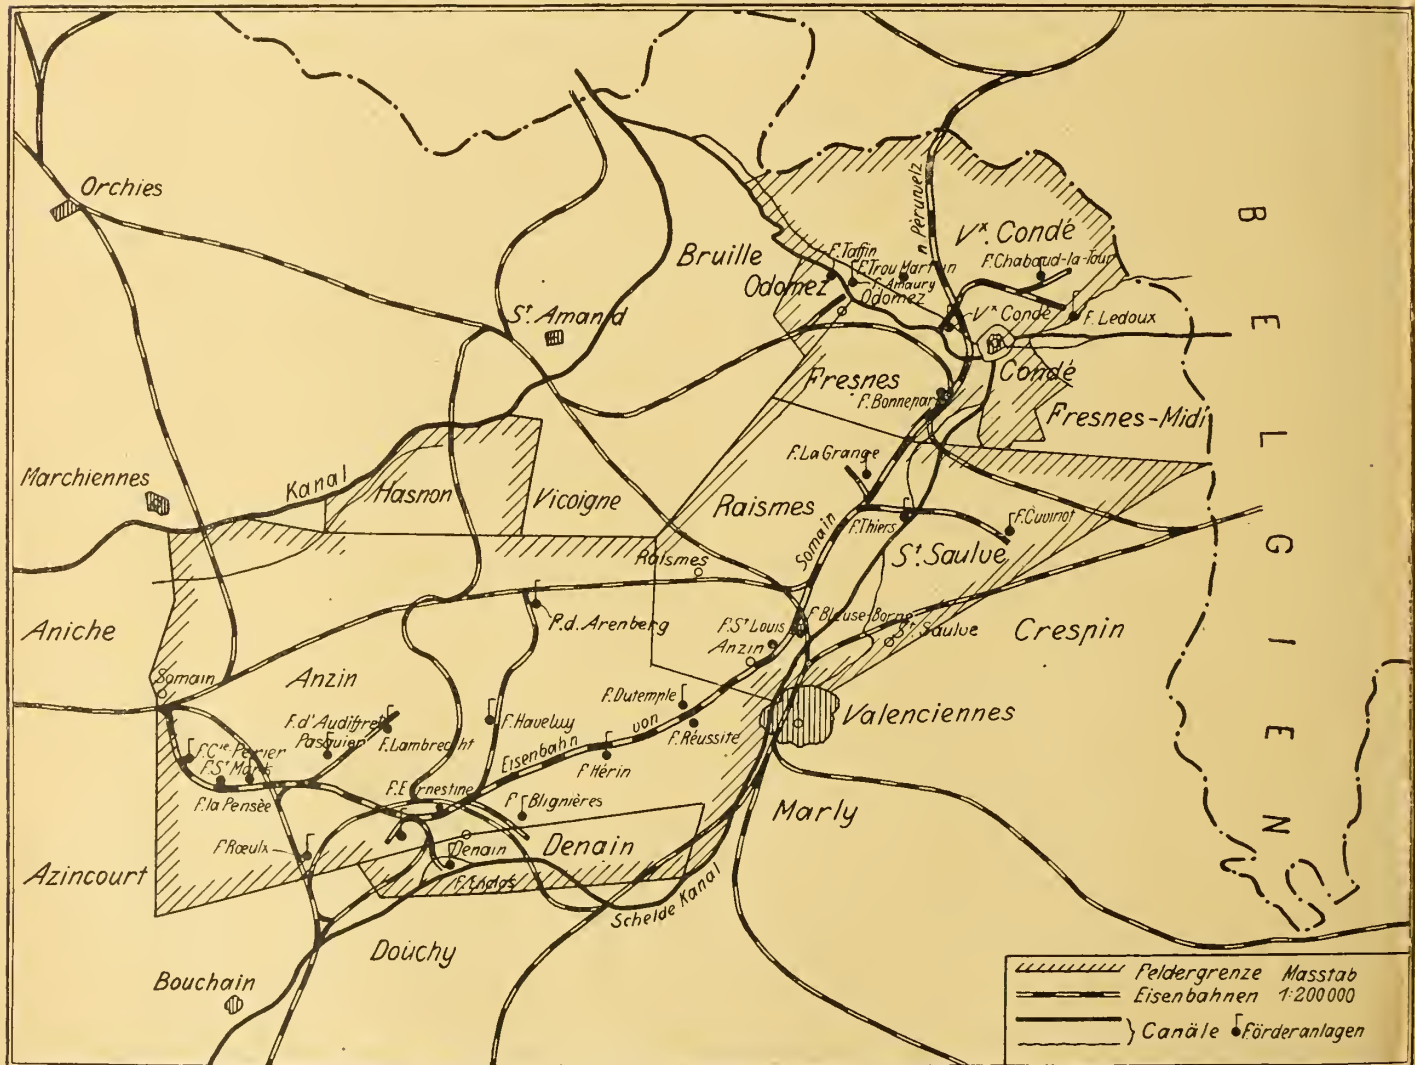 Orchies
n Péruwelz
Vˣ. Condé
F. Chabaud-la-Tour
Bruille
F. Taffin
F. Trou Martin
Odomez
F. Amaury
Odomez
Vˣ Condé
F. Ledoux
Sᵗ. Amand
Condé
Fresnes
F. Bonnepart
Fresnes-Midi
BELGIEN
Marchiennes
Kanal
Hasnon
Vicoigne
F. La Grange
Raismes
F. Thiers
F. Cuvinot
Somain
Sᵗ. Saulve
Raismes
Aniche
P. d. Arenberg
F. Sᵗ Louis
F. Bleuse-Borne
Anzin
Sᵗ. Saulve
Crespin
Somain
Anzin
F. Dutemple
F. d'Audiffret
Pasquier
F. Lambrecht
F. Haveluy
Eisenbahn von
F. Réussite
Valenciennes
F. Cⁱᵉ. Perier
F. Sᵗ Mark
F. la Pensèe
F. Hérin
F. Ernestine
F. Blignières
Marly
F. Rœulx
Denain
Denain
Azincourt
Schelde Kanal
Douchy
Bouchain
Feldergrenze Masstab
Eisenbahnen 1:200000
Canäle Förderanlagen